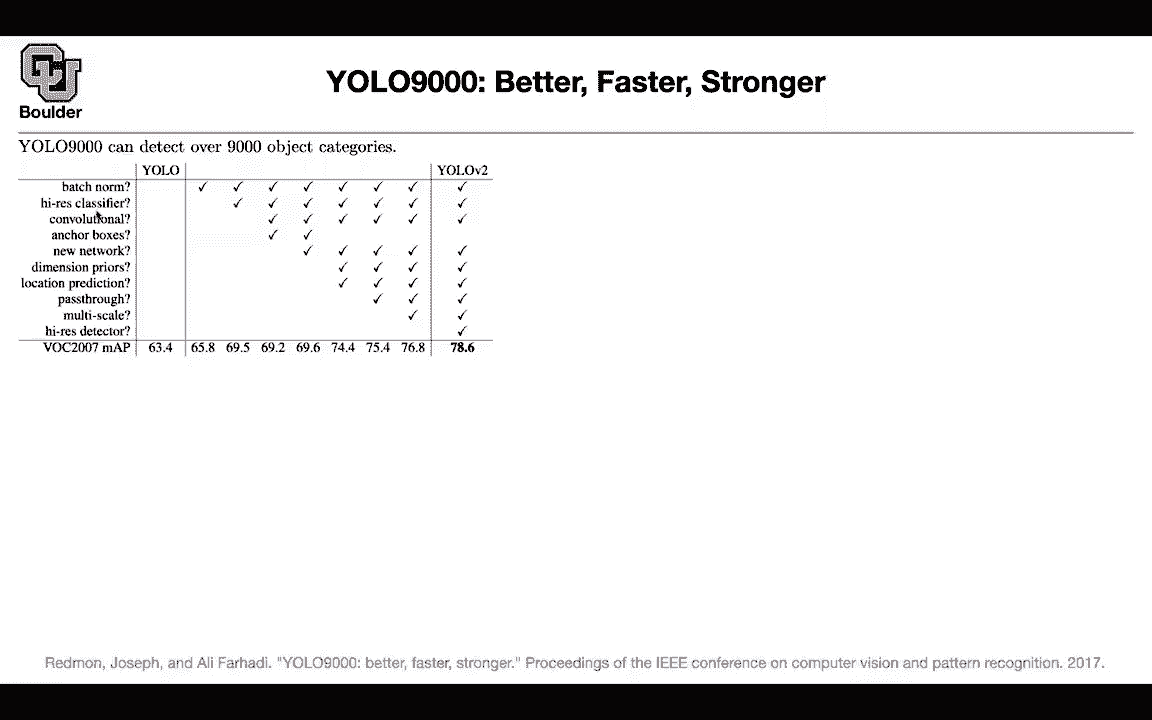 CU
Boulder
YOLO9000: Better, Faster, Stronger
YOLO9000 can detect over 9000 object categories.
YOLO YOLOv2
batch norm? ✓ ✓ ✓ ✓ ✓ ✓ ✓ ✓
hi-res classifier? ✓ ✓ ✓ ✓ ✓ ✓ ✓
convolutional? ✓ ✓ ✓ ✓ ✓ ✓
anchor boxes? ✓ ✓
new network? ✓ ✓ ✓ ✓ ✓
dimension priors? ✓ ✓ ✓ ✓
location prediction? ✓ ✓ ✓ ✓
passthrough? ✓ ✓ ✓
multi-scale? ✓ ✓
hi-res detector? ✓
VOC2007 mAP 63.4 65.8 69.5 69.2 69.6 74.4 75.4 76.8 78.6
Redmon, Joseph, and Ali Farhadi. "YOLO9000: better, faster, stronger." Proceedings of the IEEE conference on computer vision and pattern recognition. 2017.